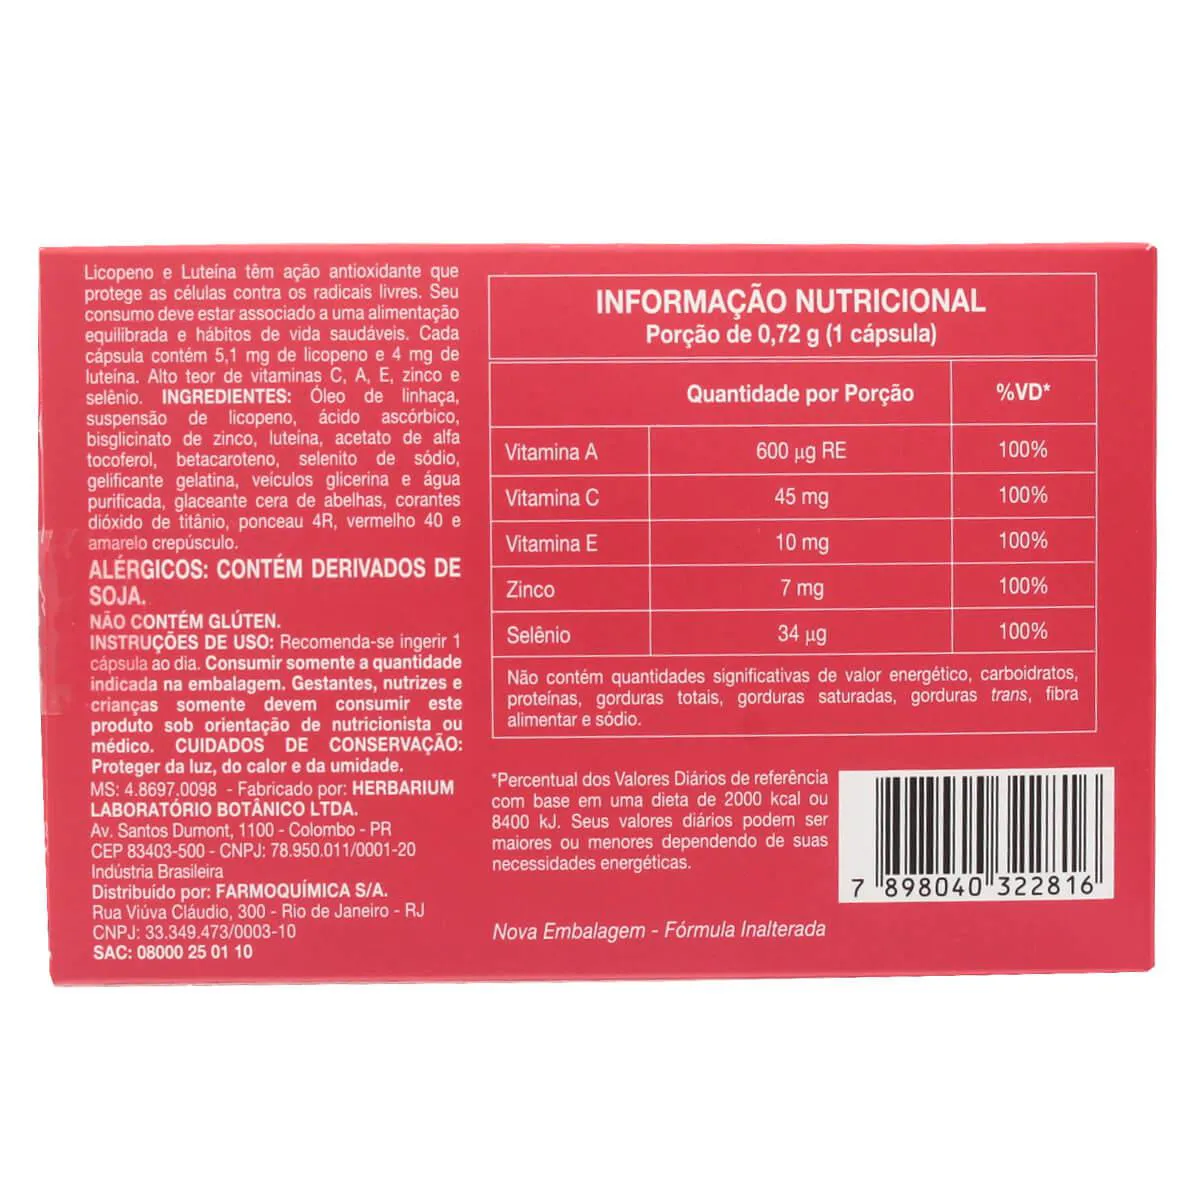 Licopeno e Luteína têm ação antioxidante que
protege as células contra os radicais livres. Seu
consumo deve estar associado a uma alimentação
equilibrada e hábitos de vida saudáveis. Cada
cápsula contém 5,1 mg de licopeno e 4 mg de
luteína. Alto teor de vitaminas C, A, E, zinco e
selênio. INGREDIENTES: Óleo de linhaça,
suspensão de licopeno, ácido ascórbico,
bisglicinato de zinco, luteína, acetato de alfa
tocoferol, betacaroteno, selenito de sódio,
gelificante gelatina, veículos glicerina e água
purificada, glaceante cera de abelhas, corantes
dióxido de titânio, ponceau 4R, vermelho 40 e
amarelo crepúsculo.
ALÉRGICOS: CONTÉM DERIVADOS DE
SOJA.
NÃO CONTÉM GLÚTEN.
INSTRUÇÕES DE USO: Recomenda-se ingerir 1
cápsula ao dia. Consumir somente a quantidade
indicada na embalagem. Gestantes, nutrizes e
crianças somente devem consumir este
produto sob orientação de nutricionista ou
médico. CUIDADOS DE CONSERVAÇÃO:
Proteger da luz, do calor e da umidade.
MS: 4.8697.0098 - Fabricado por: HERBARIUM
LABORATÓRIO BOTÂNICO LTDA.
Av. Santos Dumont, 1100 - Colombo - PR
CEP 83403-500 - CNPJ: 78.950.011/0001-20
Indústria Brasileira
Distribuído por: FARMOQUÍMICA S/A.
Rua Viúva Cláudio, 300 - Rio de Janeiro - RJ
CNPJ: 33.349.473/0003-10
SAC: 08000 25 01 10
INFORMAÇÃO NUTRICIONAL
Porção de 0,72 g (1 cápsula)
Quantidade por Porção %VD*
Vitamina A 600 µg RE 100%
Vitamina C 45 mg 100%
Vitamina E 10 mg 100%
Zinco 7 mg 100%
Selênio 34 µg 100%
Não contém quantidades significativas de valor energético, carboidratos,
proteínas, gorduras totais, gorduras saturadas, gorduras trans, fibra
alimentar e sódio.
*Percentual dos Valores Diários de referência
com base em uma dieta de 2000 kcal ou
8400 kJ. Seus valores diários podem ser
maiores ou menores dependendo de suas
necessidades energéticas.
7 898040 322816
Nova Embalagem - Fórmula Inalterada